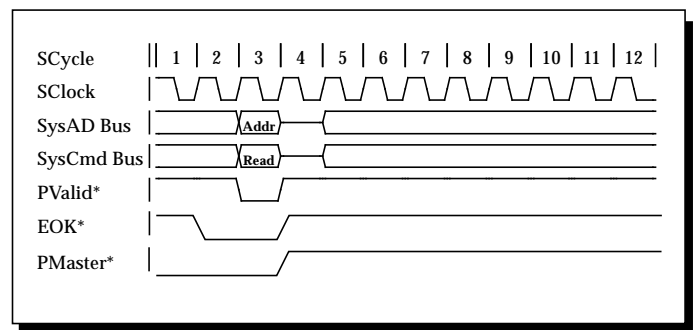 SCycle 1 2 3 4 5 6 7 8 9 10 11 12
SClock
SysAD Bus Addr
SysCmd Bus Read
PValid*
EOK*
PMaster*